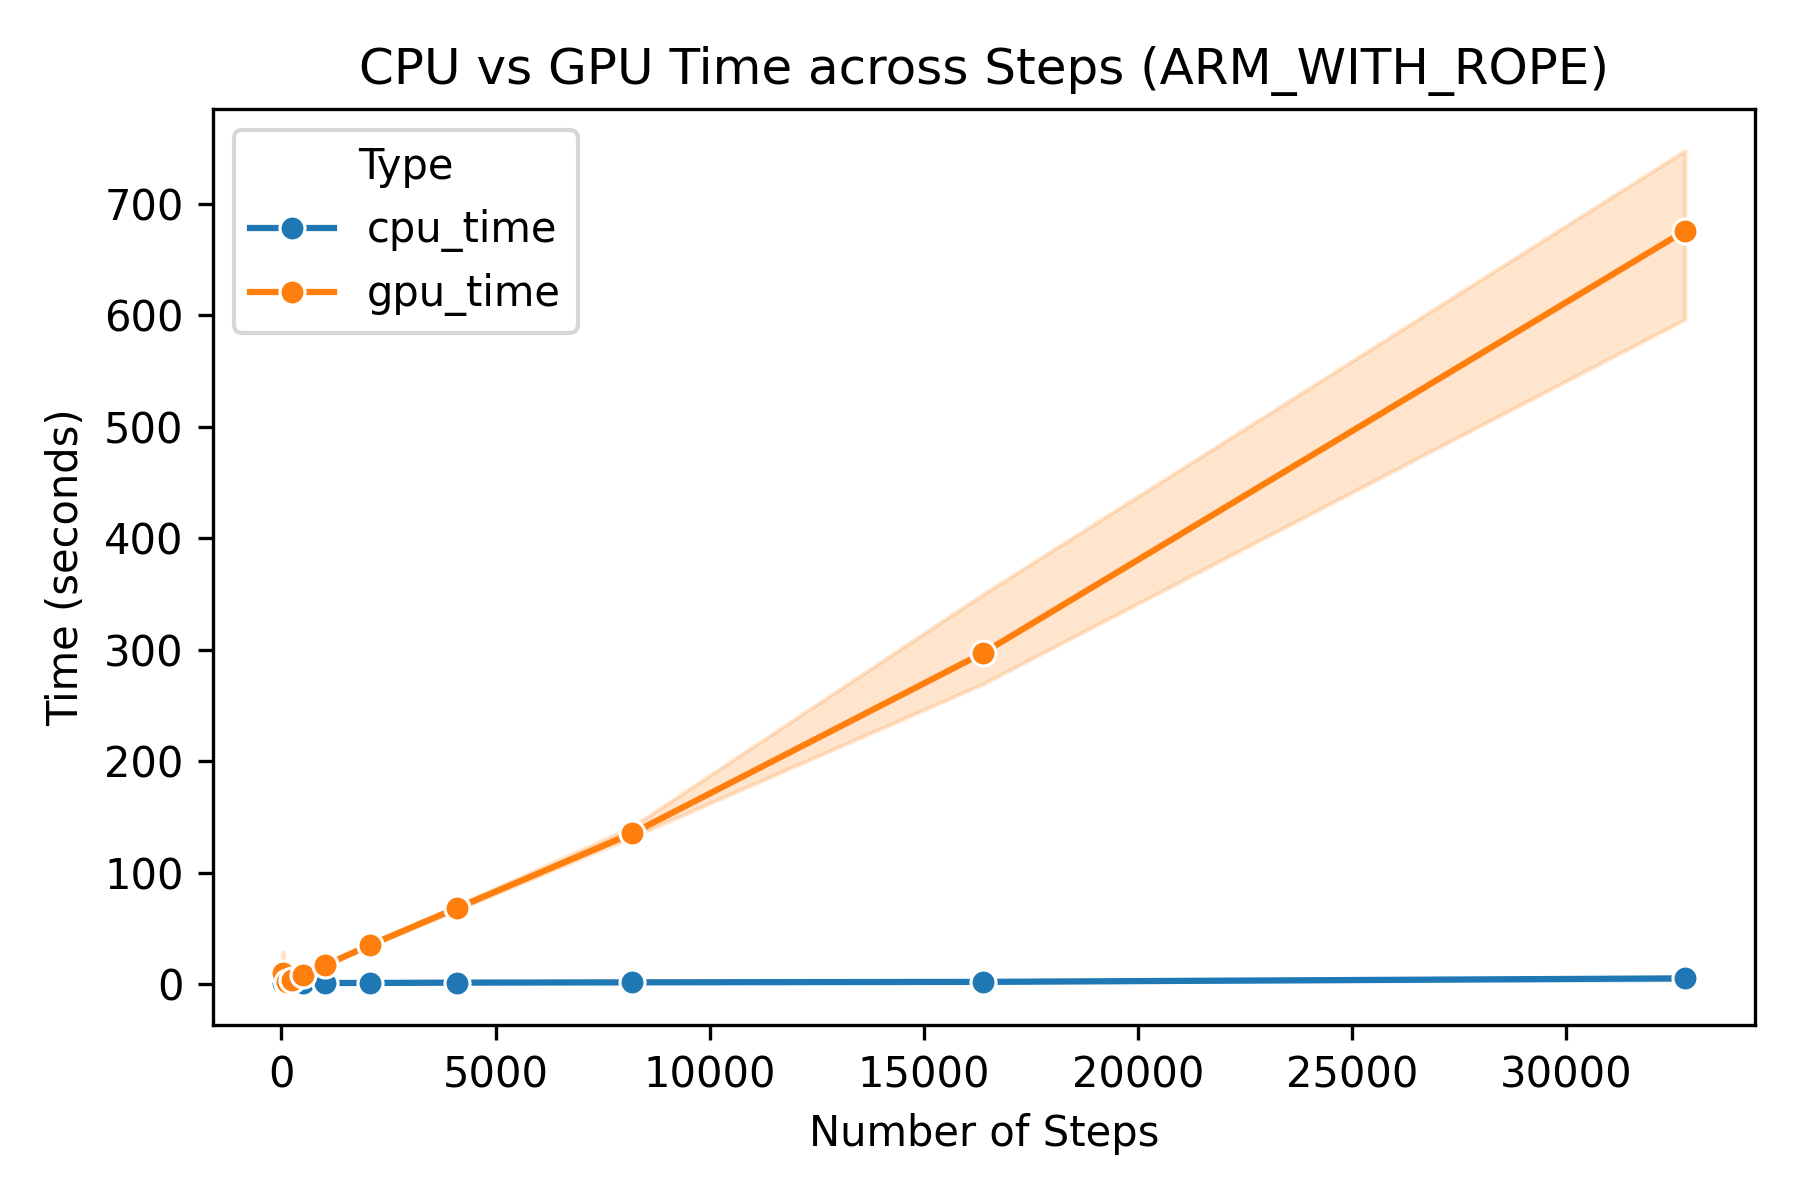 CPU vs GPU Time across Steps (ARM_WITH_ROPE)
Type
cpu_time
gpu_time
Time (seconds)
700
600
500
400
300
200
100
0
0 5000 10000 15000 20000 25000 30000
Number of Steps